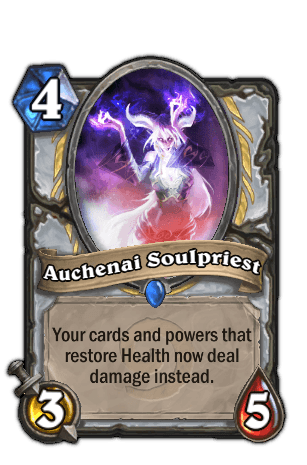 4
Auchenai Soulpriest
Your cards and powers that
restore Health now deal
damage instead.
3
5